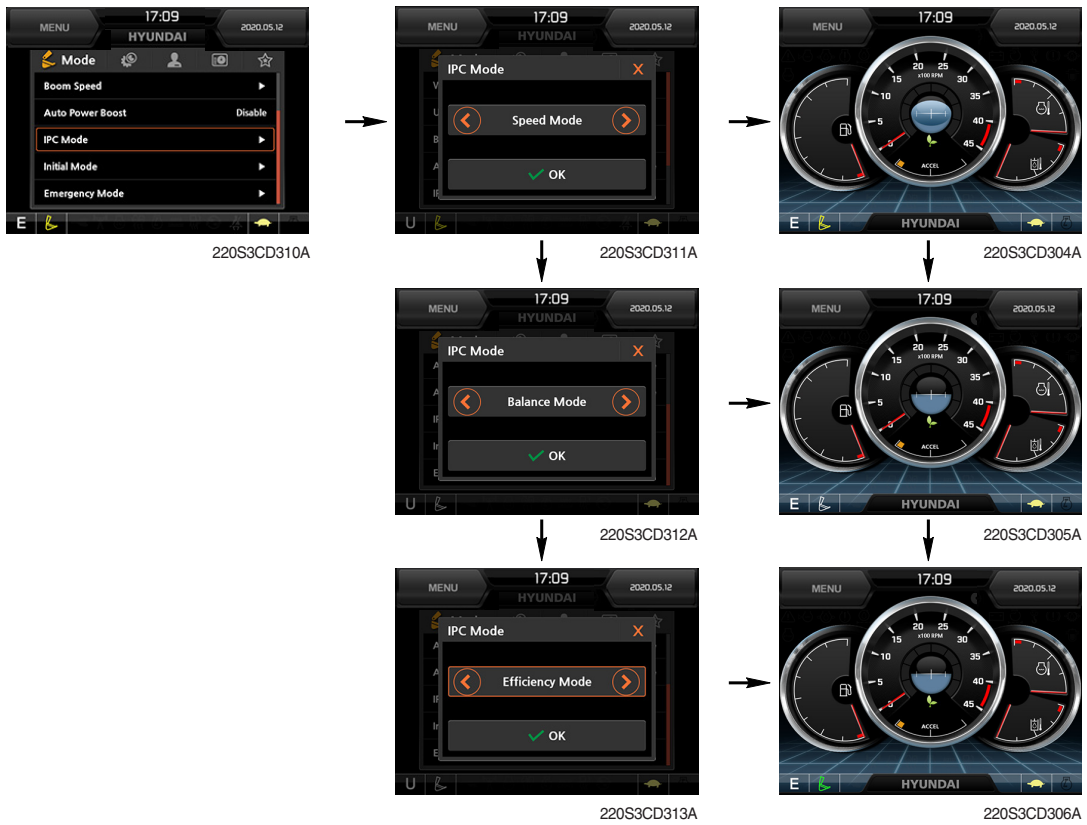 MENU 17:09 2020.05.12
HYUNDAI
Mode
Boom Speed
Auto Power Boost Disable
IPC Mode
Initial Mode
Emergency Mode
E
220S3CD310A
MENU 17:09 2020.05.12
HYUNDAI
IPC Mode X
Speed Mode
OK
U
220S3CD311A
MENU 17:09 2020.05.12
HYUNDAI
20 25
x100 RPM
15 30
10 35
5 40
0 45
ACCEL
E HYUNDAI
220S3CD304A
MENU 17:09 2020.05.12
HYUNDAI
IPC Mode X
Balance Mode
OK
U
220S3CD312A
MENU 17:09 2020.05.12
20 25
x100 RPM
15 30
10 35
5 40
0 45
ACCEL
E HYUNDAI
220S3CD305A
MENU 17:09 2020.05.12
HYUNDAI
IPC Mode X
Efficiency Mode
OK
U
220S3CD313A
MENU 17:09 2020.05.12
20 25
x100 RPM
15 30
10 35
5 40
0 45
ACCEL
E HYUNDAI
220S3CD306A